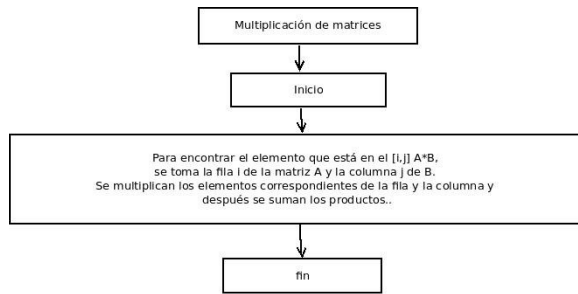 Multiplicación de matrices
Inicio
Para encontrar el elemento que está en el [i,j] A*B,
se toma la fila i de la matriz A y la columna j de B.
Se multiplican los elementos correspondientes de la fila y la columna y
después se suman los productos..
fin